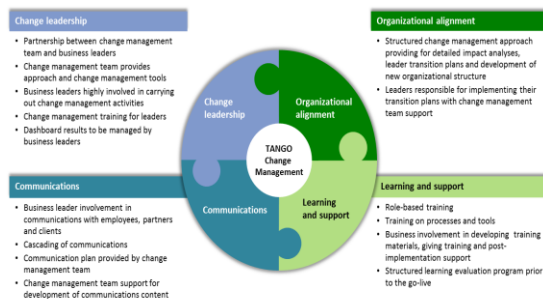 Change leadership
• Partnership between change management
team and business leaders
• Change management team provides
approach and change management tools
• Business leaders highly involved in carrying
out change management activities
• Change management training for leaders
• Dashboard results to be managed by
business leaders
Organizational alignment
• Structured change management approach
providing for detailed impact analyses,
leader transition plans and development of
new organizational structure
• Leaders responsible for implementing their
transition plans with change management
team support
Change
leadership
Organizational
alignment
TANGO
Change
Management
Communications
Learning
and support
Communications
• Business leader involvement in
communications with employees, partners
and clients
• Cascading of communications
• Communication plan provided by change
management team
• Change management team support for
development of communications content
Learning and support
• Role-based training
• Training on processes and tools
• Business involvement in developing training
materials, giving training and post-
implementation support
• Structured learning evaluation program prior
to the go-live